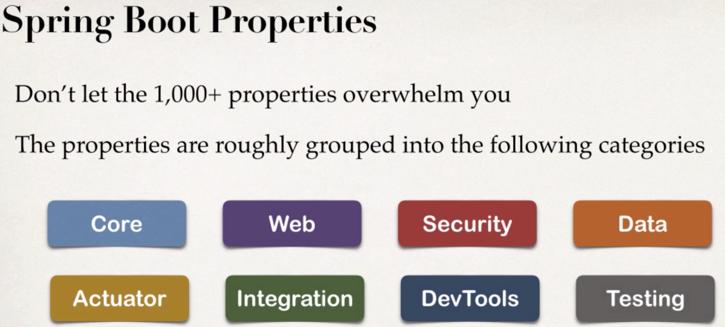 Spring Boot Properties
Don’t let the 1,000+ properties overwhelm you
The properties are roughly grouped into the following categories
Core Web Security Data
Actuator Integration DevTools Testing